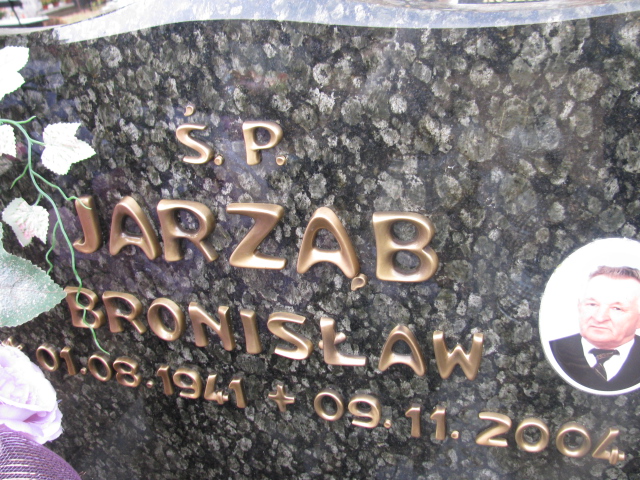 Ś. P.
JARZĄB
BRONISŁAW
* 01.08.1941 + 09.11.2004.